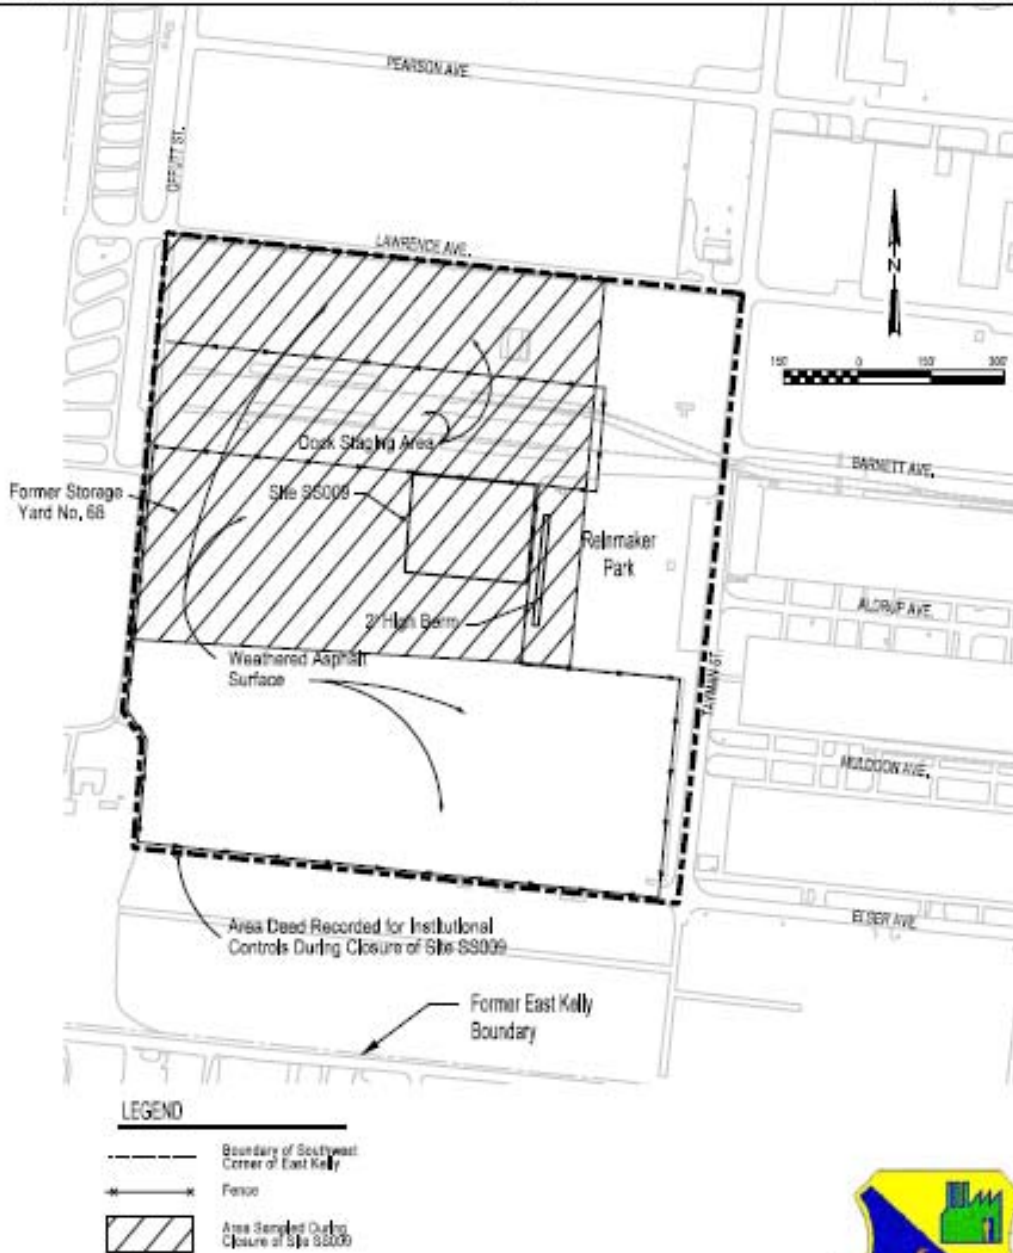 PEARSON AVE.
OFFUTT ST.
LAWRENCE AVE.
N
150' 0 150' 300'
Dock Staging Area
BARNETT AVE.
Former Storage
Yard No. 68
Site SS009
Reinmaker
Park
ALDRUP AVE.
2' High Berm
Weathered Asphalt
Surface
TAYMAN ST.
MULDOON AVE.
Area Deed Recorded for Institutional
Controls During Closure of Site SS009
ELSER AVE.
Former East Kelly
Boundary
LEGEND
Boundary of Southwest
Corner of East Kelly
Fence
Area Sampled During
Closure of Site SS009